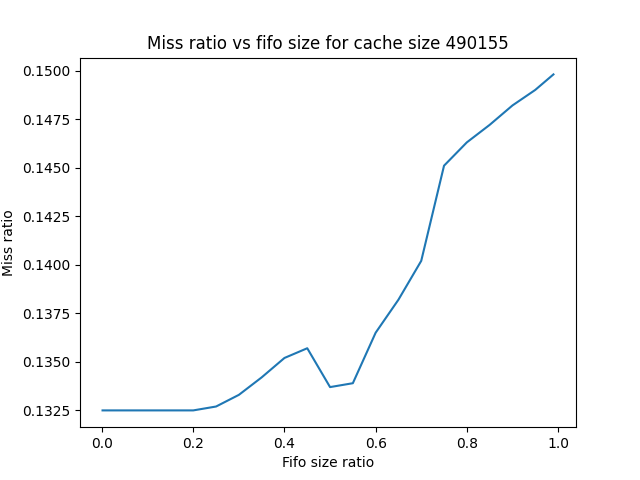 Miss ratio vs fifo size for cache size 490155
0.1500
0.1475
0.1450
0.1425
0.1400
0.1375
0.1350
0.1325
Miss ratio
0.0 0.2 0.4 0.6 0.8 1.0
Fifo size ratio